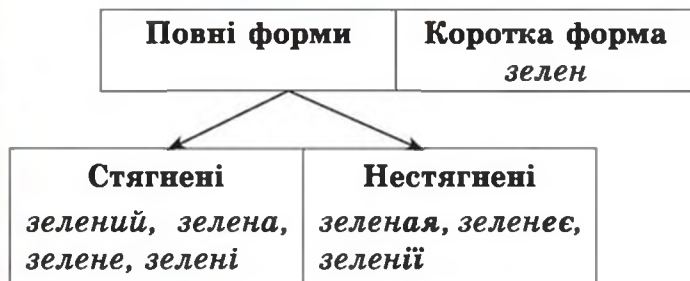 Повні форми
Коротка форма
зелен
Стягнені
зелений, зелена,
зелене, зелені
Нестягнені
зеленая, зеленеє,
зеленії